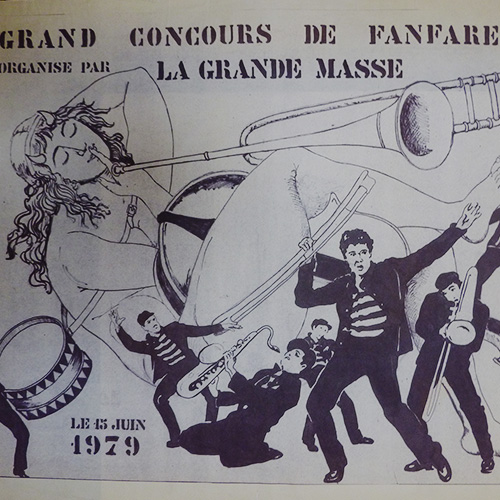 GRAND CONCOURS DE FANFARE
ORGANISE PAR LA GRANDE MASSE
LE 15 JUIN
1979